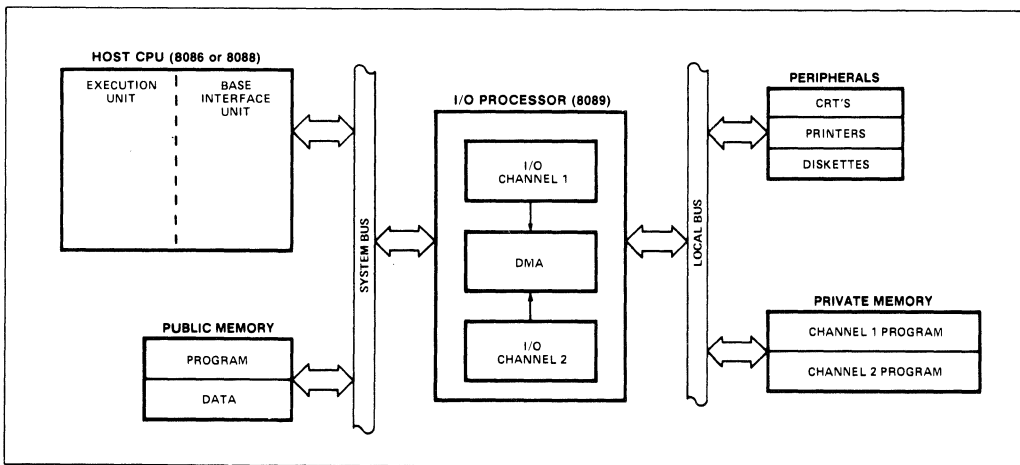 HOST CPU (8086 or 8088)
EXECUTION
UNIT
BASE
INTERFACE
UNIT
PUBLIC MEMORY
PROGRAM
DATA
SYSTEM BUS
I/O PROCESSOR (8089)
I/O
CHANNEL 1
DMA
I/O
CHANNEL 2
LOCAL BUS
PERIPHERALS
CRT'S
PRINTERS
DISKETTES
PRIVATE MEMORY
CHANNEL 1 PROGRAM
CHANNEL 2 PROGRAM